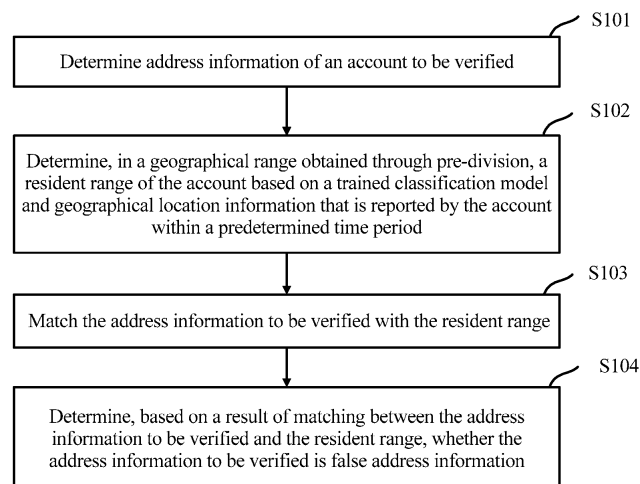 S101
Determine address information of an account to be verified
S102
Determine, in a geographical range obtained through pre-division, a
resident range of the account based on a trained classification model
and geographical location information that is reported by the account
within a predetermined time period
S103
Match the address information to be verified with the resident range
S104
Determine, based on a result of matching between the address
information to be verified and the resident range, whether the
address information to be verified is false address information